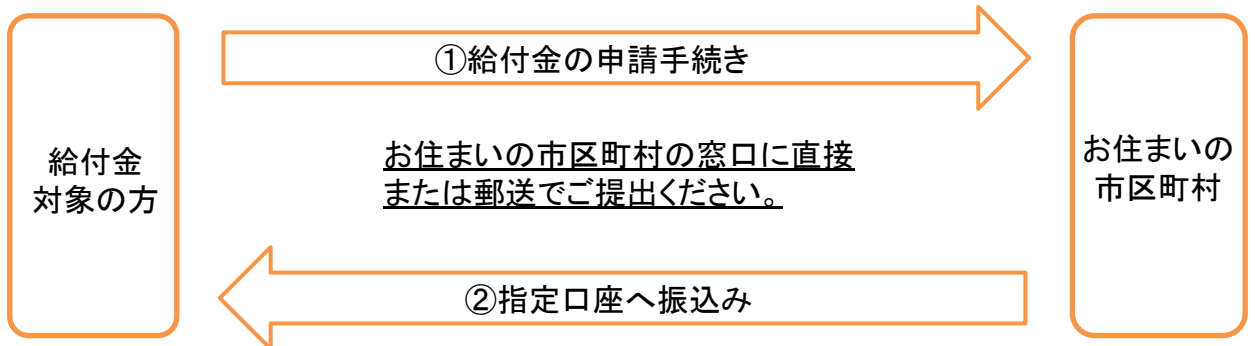 ①給付金の申請手続き
給付金
対象の方
お住まいの市区町村の窓口に直接
または郵送でご提出ください。
お住まいの
市区町村
②指定口座へ振込み